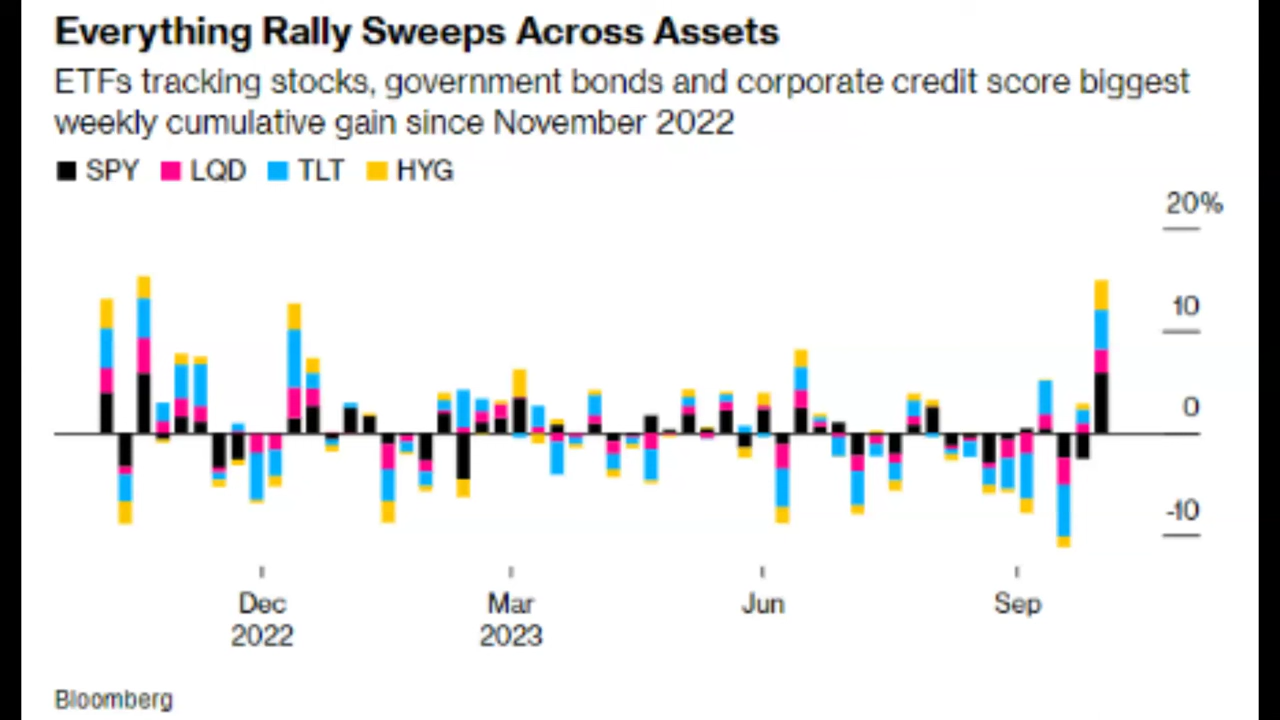 Everything Rally Sweeps Across Assets
ETFs tracking stocks, government bonds and corporate credit score biggest
weekly cumulative gain since November 2022
SPY LQD TLT HYG
20%
10
0
-10
Dec Mar Jun Sep
2022 2023
Bloomberg